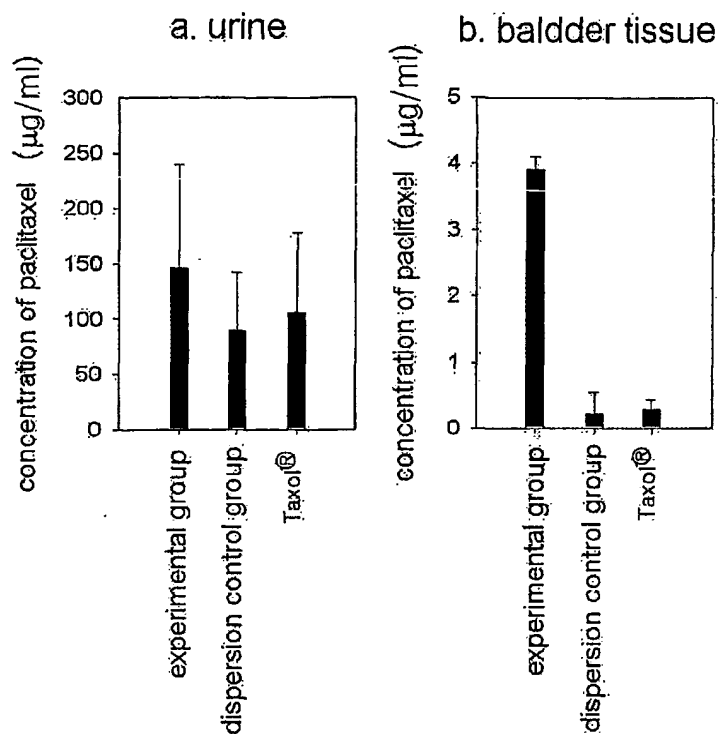 a. urine
concentration of paclitaxel (µg/ml)
300
250
200
150
100
50
0
experimental group
dispersion control group
Taxol®
b. baldder tissue
concentration of paclitaxel (µg/ml)
5
4
3
2
1
0
experimental group
dispersion control group
Taxol®